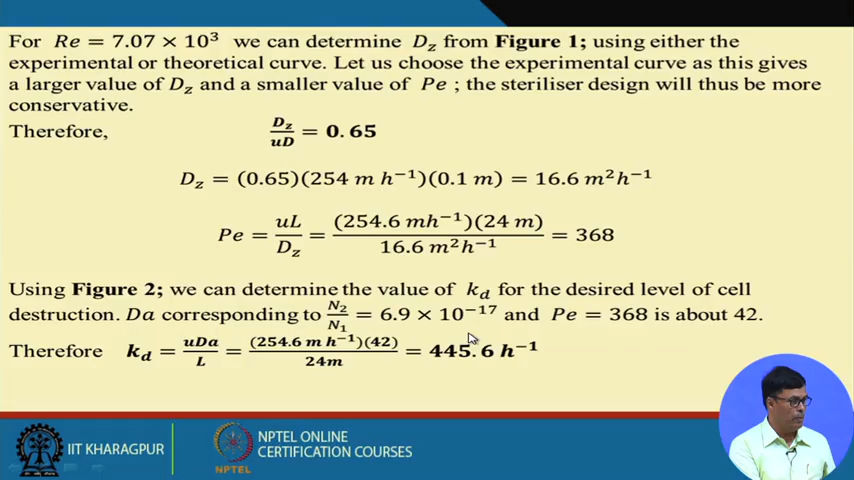 For Re = 7.07 × 10³ we can determine D_z from Figure 1; using either the
experimental or theoretical curve. Let us choose the experimental curve as this gives
a larger value of D_z and a smaller value of Pe ; the steriliser design will thus be more
conservative.
Therefore, D_z/uD = 0.65
D_z = (0.65)(254 m h⁻¹)(0.1 m) = 16.6 m²h⁻¹
Pe = uL/D_z = (254.6 mh⁻¹)(24 m)/16.6 m²h⁻¹ = 368
Using Figure 2; we can determine the value of k_d for the desired level of cell
destruction. Da corresponding to N₂/N₁ = 6.9 × 10⁻¹⁷ and Pe = 368 is about 42.
Therefore k_d = uDa/L = (254.6 m h⁻¹)(42)/24m = 445.6 h⁻¹
IIT KHARAGPUR
NPTEL
NPTEL ONLINE
CERTIFICATION COURSES